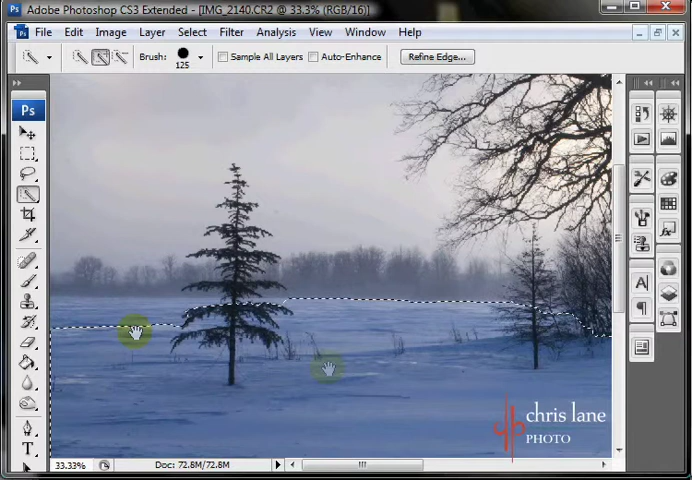 Adobe Photoshop CS3 Extended - [IMG_2140.CR2 @ 33.3% (RGB/16)]
Ps File Edit Image Layer Select Filter Analysis View Window Help
Brush: 125 Sample All Layers Auto-Enhance Refine Edge...
Ps
T
A
chris lane
PHOTO
33.33% Doc: 72.8M/72.8M